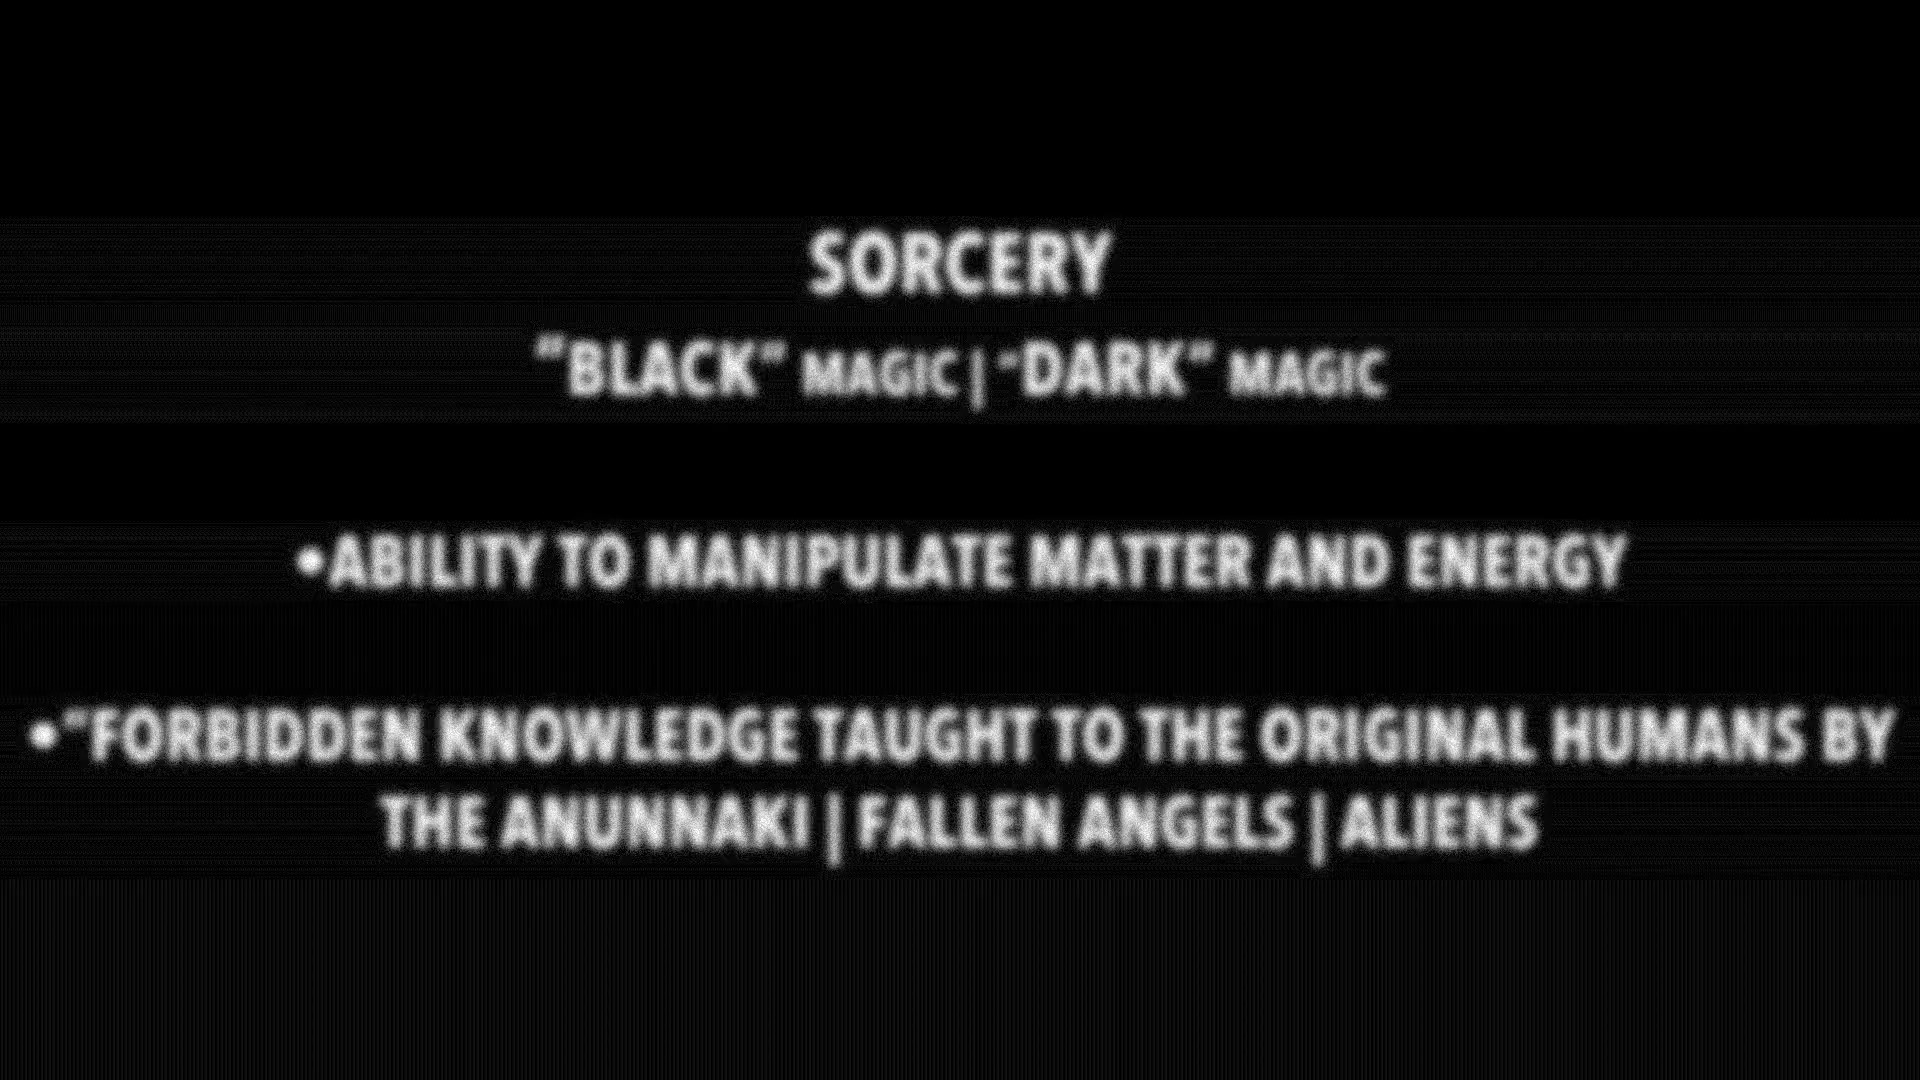 SORCERY
"BLACK" MAGIC | "DARK" MAGIC
•ABILITY TO MANIPULATE MATTER AND ENERGY
•"FORBIDDEN KNOWLEDGE TAUGHT TO THE ORIGINAL HUMANS BY
THE ANUNNAKI | FALLEN ANGELS | ALIENS